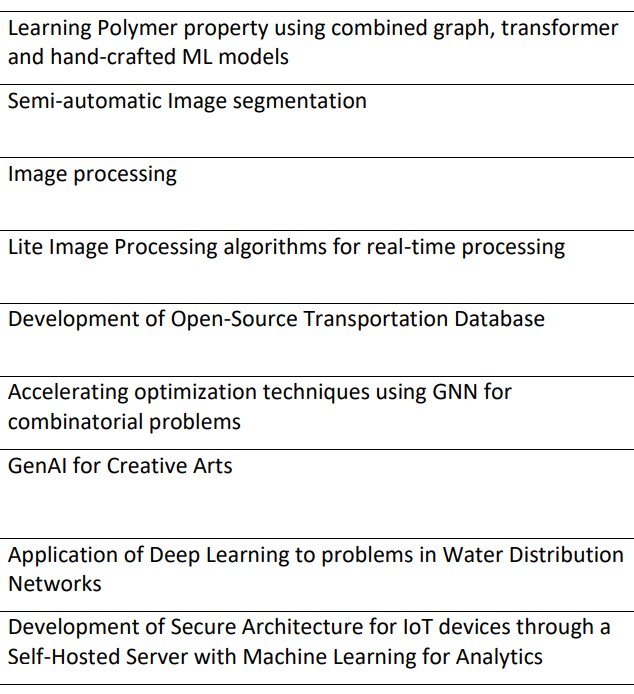 Learning Polymer property using combined graph, transformer
and hand-crafted ML models
Semi-automatic Image segmentation
Image processing
Lite Image Processing algorithms for real-time processing
Development of Open-Source Transportation Database
Accelerating optimization techniques using GNN for
combinatorial problems
GenAI for Creative Arts
Application of Deep Learning to problems in Water Distribution
Networks
Development of Secure Architecture for IoT devices through a
Self-Hosted Server with Machine Learning for Analytics